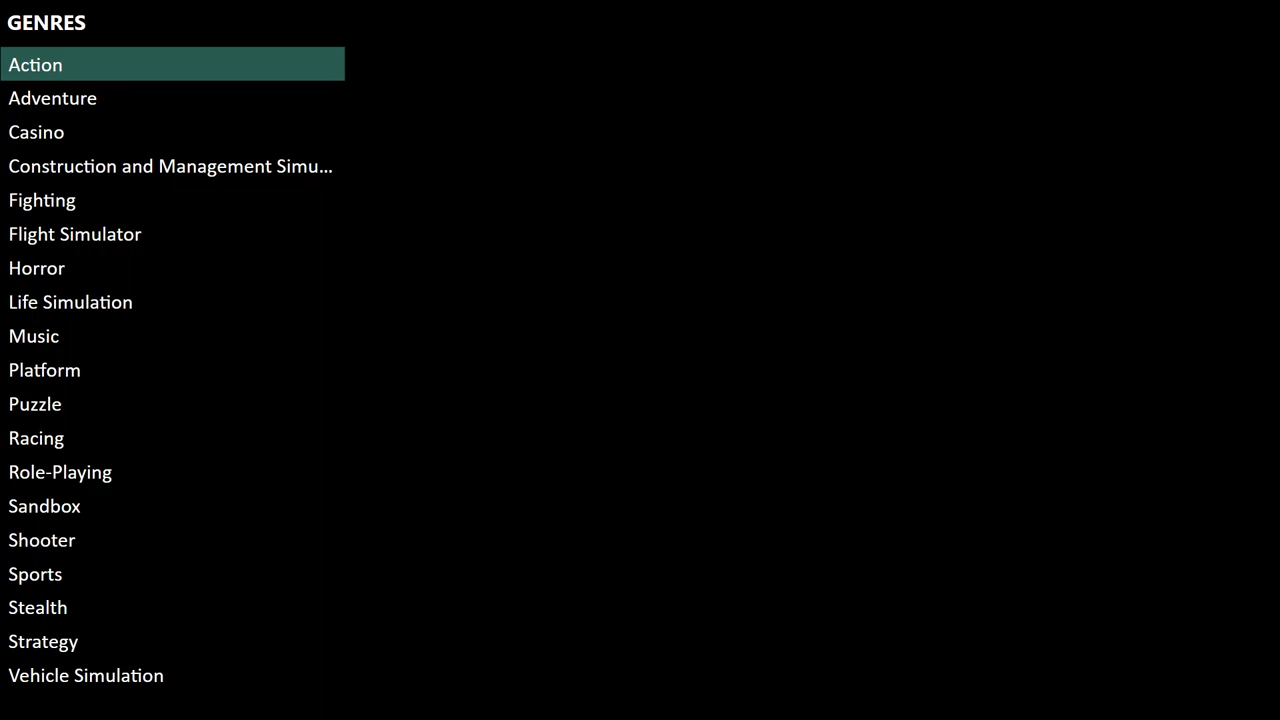 GENRES
Action
Adventure
Casino
Construction and Management Simu...
Fighting
Flight Simulator
Horror
Life Simulation
Music
Platform
Puzzle
Racing
Role-Playing
Sandbox
Shooter
Sports
Stealth
Strategy
Vehicle Simulation